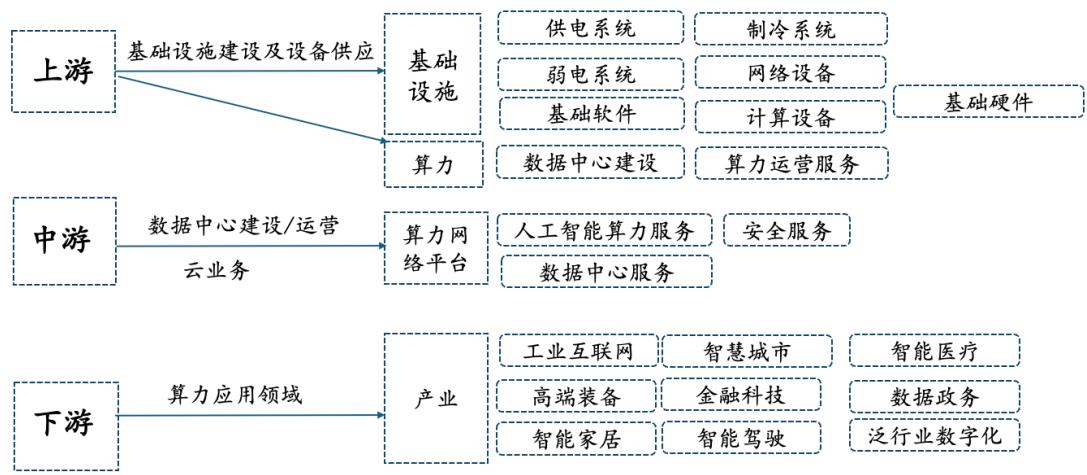 上游
基础设施建设及设备供应
基础
设施
供电系统
制冷系统
弱电系统
网络设备
基础软件
计算设备
基础硬件
算力
数据中心建设
算力运营服务
中游
数据中心建设/运营
云业务
算力网
络平台
人工智能算力服务
安全服务
数据中心服务
下游
算力应用领域
产业
工业互联网
智慧城市
智能医疗
高端装备
金融科技
数据政务
智能家居
智能驾驶
泛行业数字化